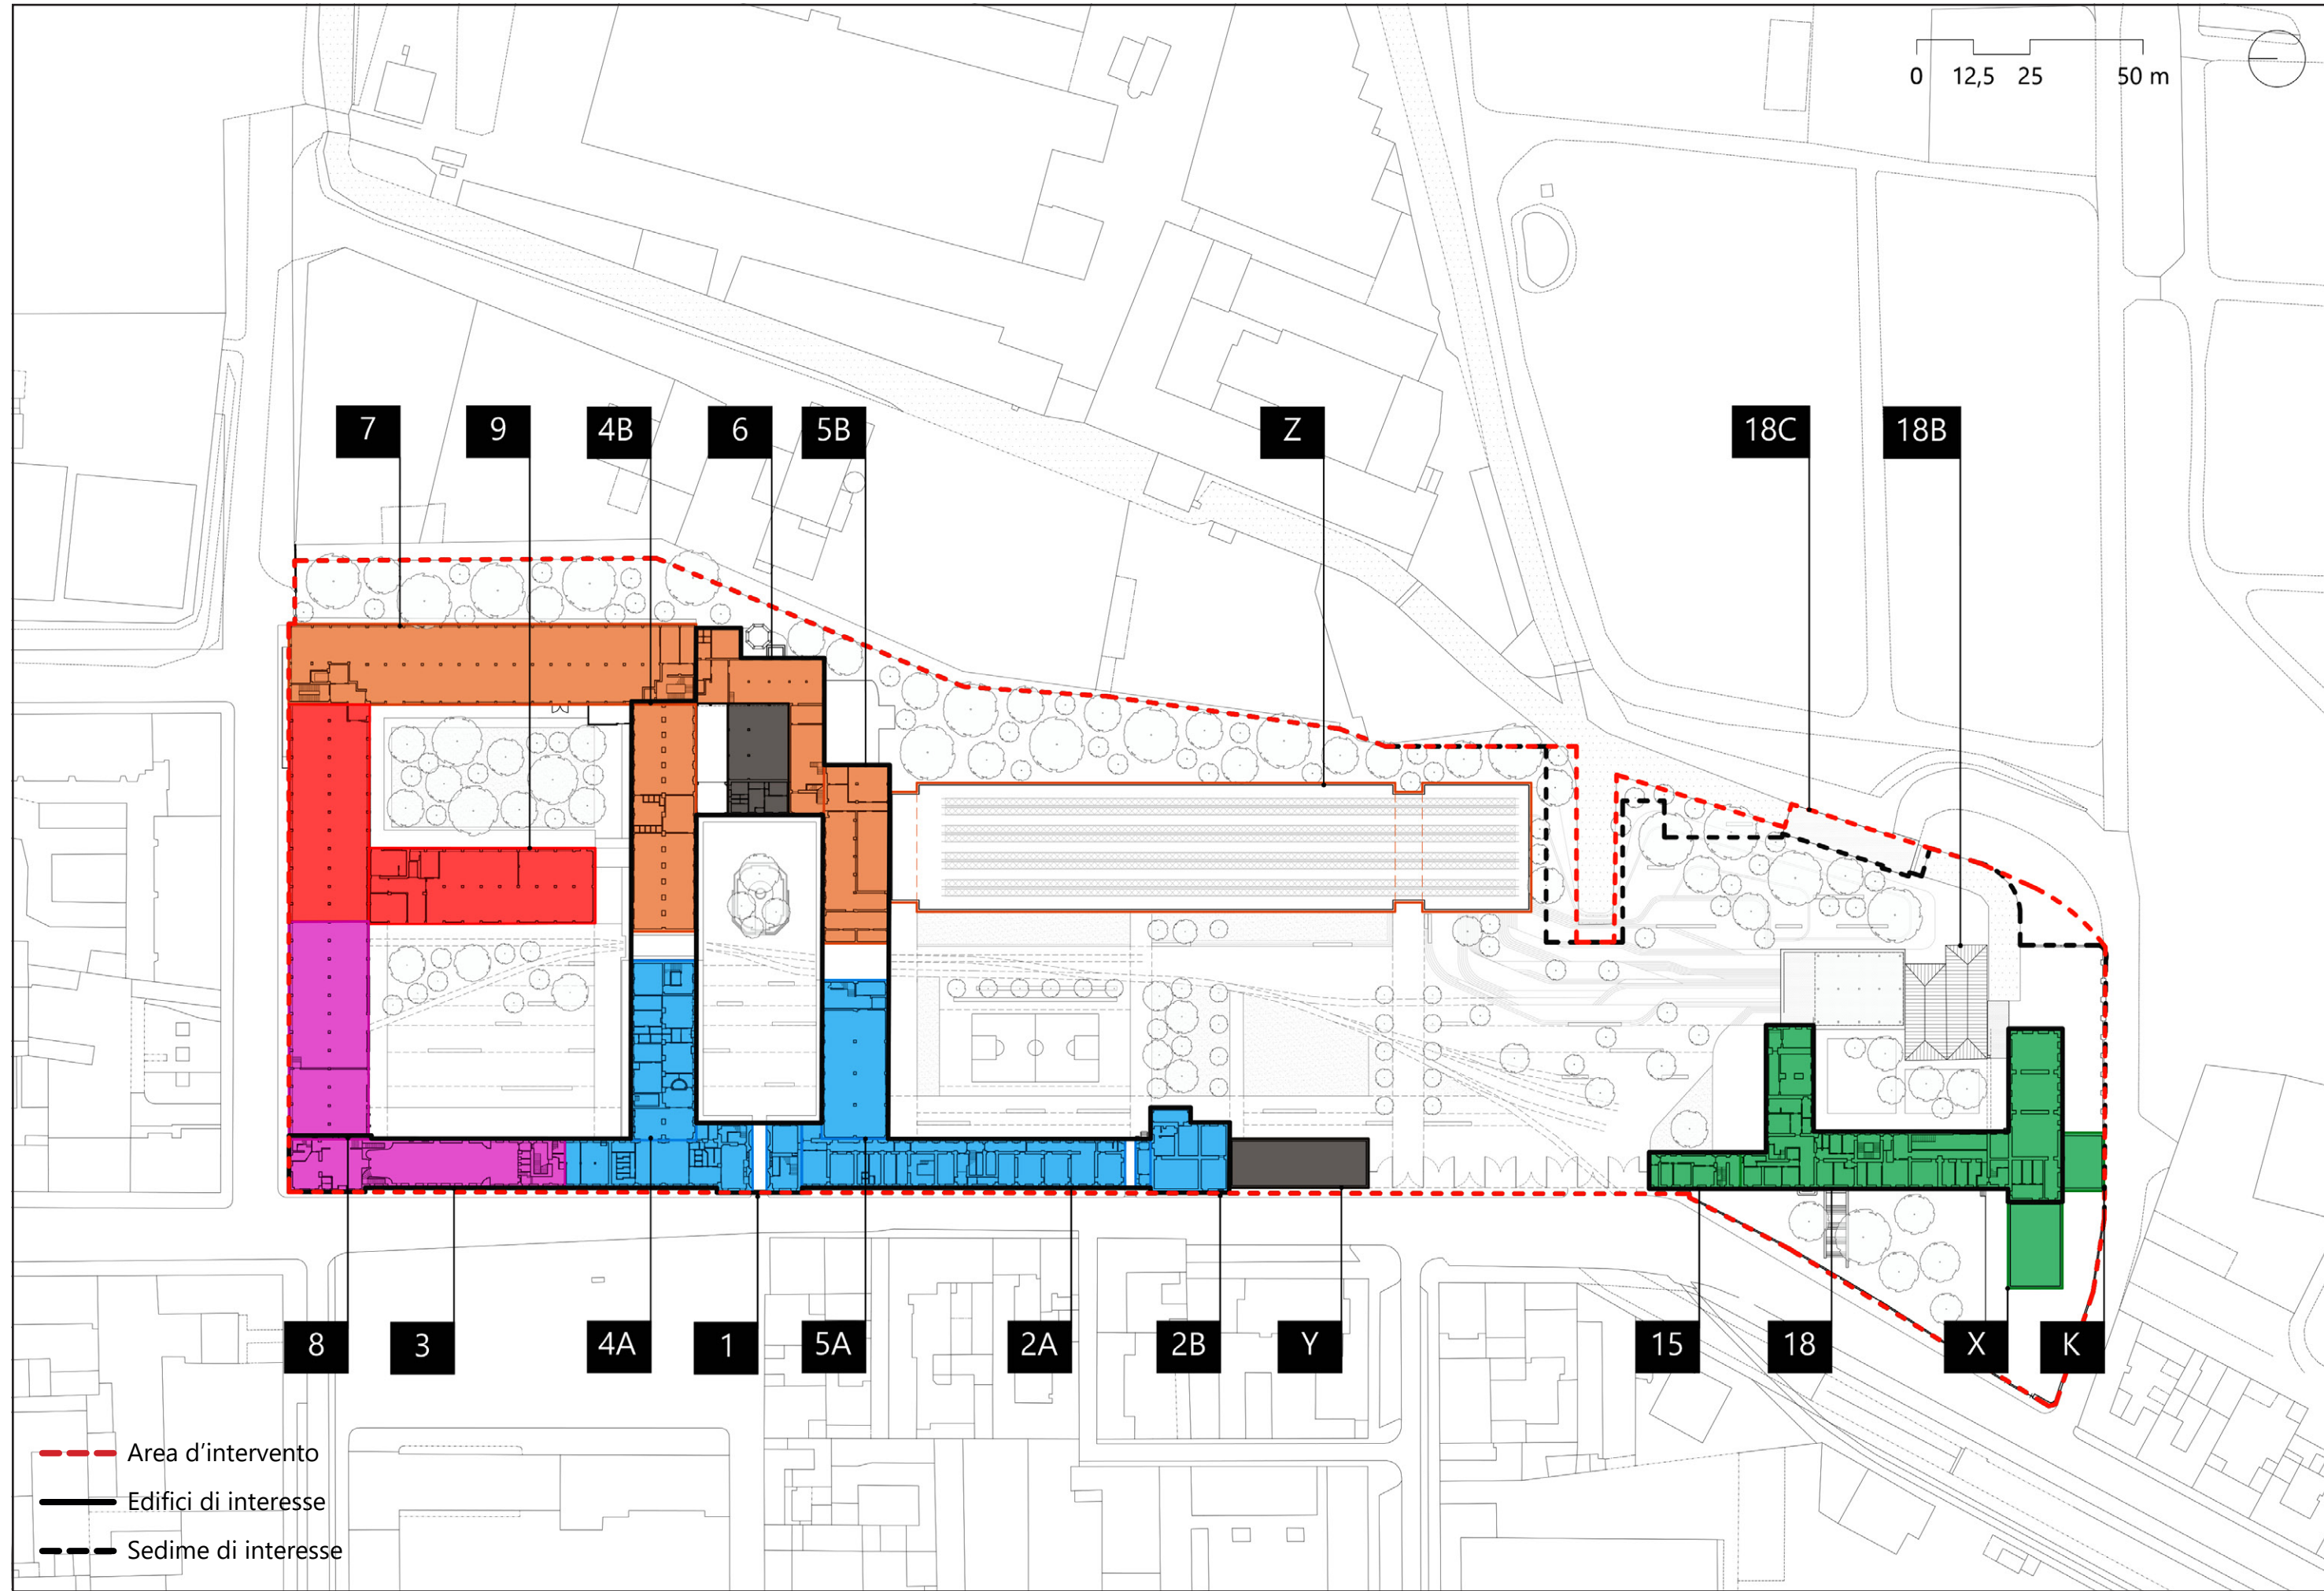 0 12,5 25 50 m
7 9 4B 6 5B Z 18C 18B
8 3 4A 1 5A 2A 2B Y 15 18 X K
Area d’intervento
Edifici di interesse
Sedime di interesse